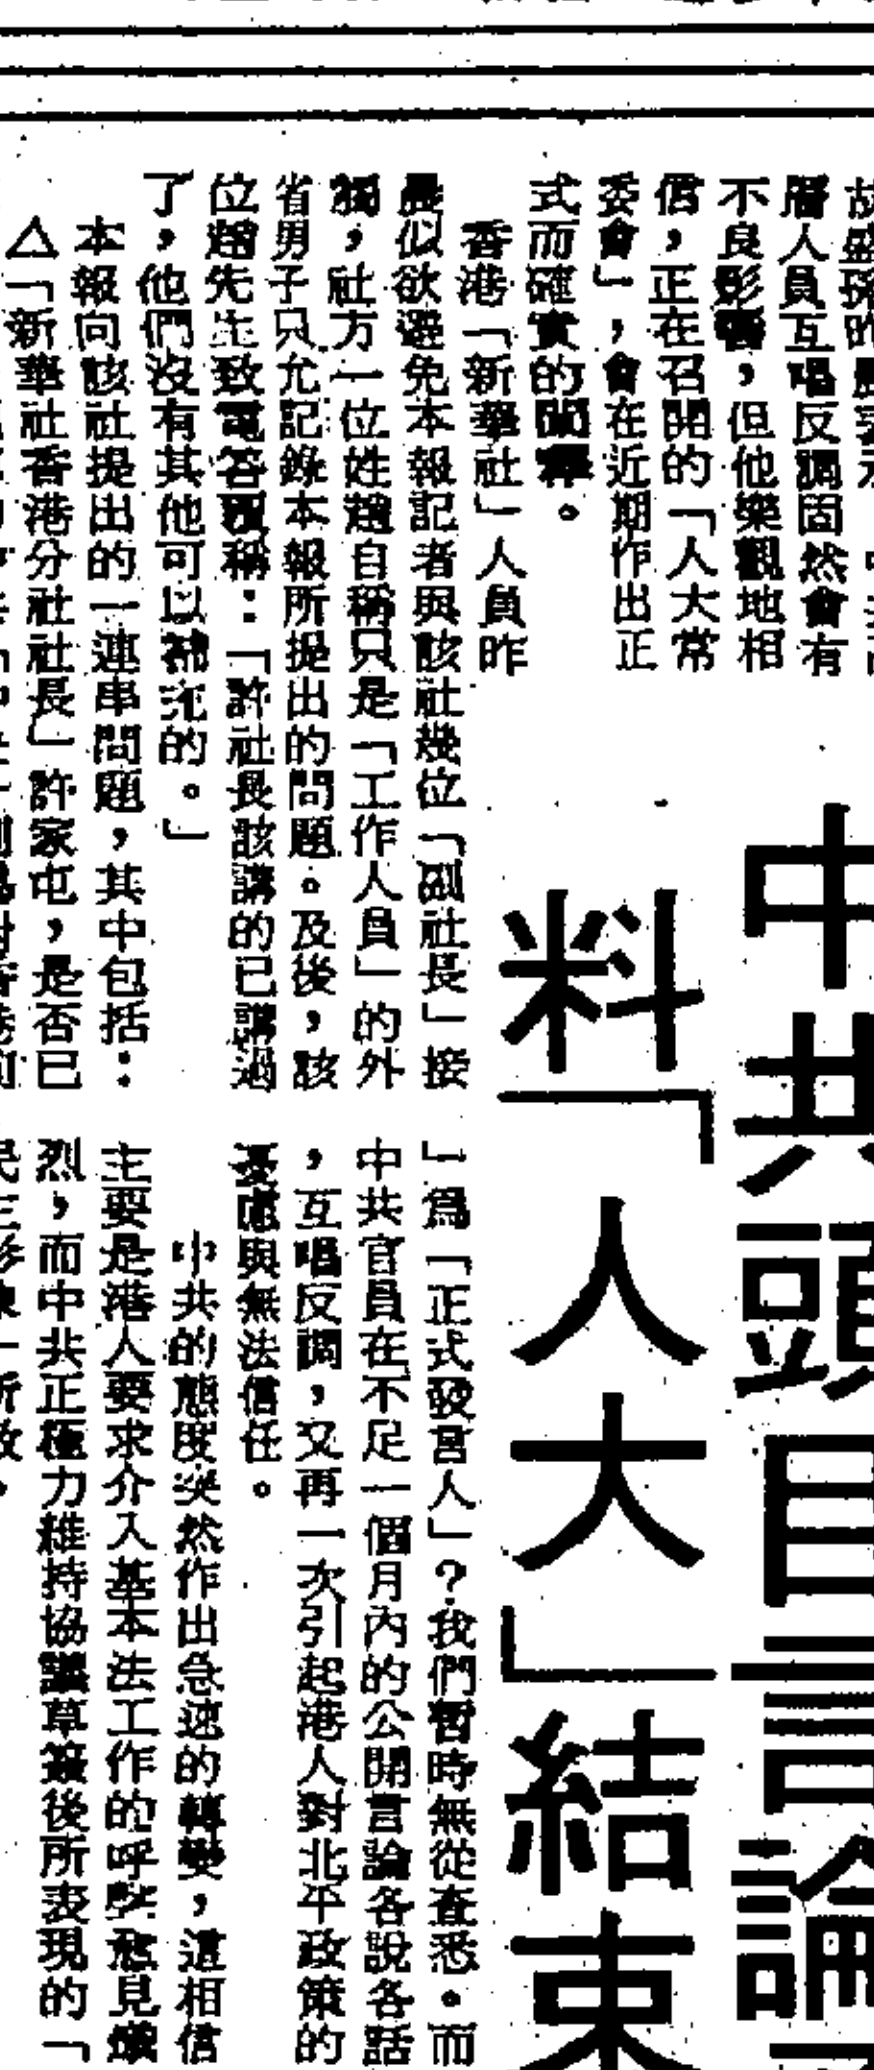 中共頭目言論
料「人大」結束
層人員互唱反調固然會有
不良影響，但他樂觀地相
信，正在召開的「人大常
委會」，會在近期作出正
式而確實的闡釋。
香港「新華社」人員昨
晨似欲避免本報記者與該社幾位「副社長」接
觸，社方一位姓趙自稱只是「工作人員」的外
省男子只允記錄本報所提出的問題。及後，該
位趙先生致電答覆稱：「許社長該講的已講過
了，他們沒有其他可以補充的。」
本報向該社提出的一連串問題，其中包括：
△「新華社香港分社社長」許家屯，是否已
」為「正式發言人」？我們暫時無從查悉。而
中共官員在不足一個月內的公開言論各說各話
，互唱反調，又再一次引起港人對北平政策的
憂慮與無法信任。
中共的態度突然作出急速的轉變，這相信
主要是港人要求介入基本法工作的呼聲愈見熾
烈，而中共正極力維持協議草簽後所表現的「